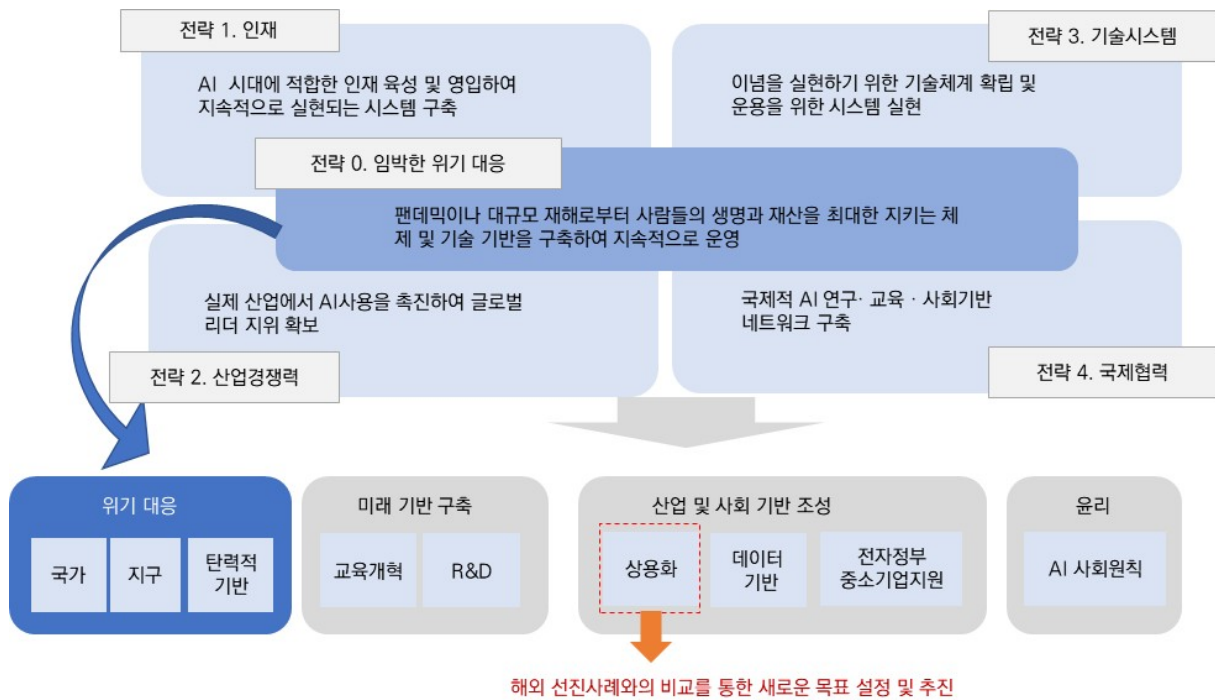 전략 1. 인재
AI 시대에 적합한 인재 육성 및 영입하여
지속적으로 실현되는 시스템 구축
전략 3. 기술시스템
이념을 실현하기 위한 기술체계 확립 및
운용을 위한 시스템 실현
전략 0. 임박한 위기 대응
팬데믹이나 대규모 재해로부터 사람들의 생명과 재산을 최대한 지키는 체
제 및 기술 기반을 구축하여 지속적으로 운영
실제 산업에서 AI사용을 촉진하여 글로벌
리더 지위 확보
전략 2. 산업경쟁력
국제적 AI 연구· 교육 · 사회기반
네트워크 구축
전략 4. 국제협력
위기 대응
국가
지구
탄력적
기반
미래 기반 구축
교육개혁
R&D
산업 및 사회 기반 조성
상용화
데이터
기반
전자정부
중소기업지원
윤리
AI 사회원칙
해외 선진사례와의 비교를 통한 새로운 목표 설정 및 추진